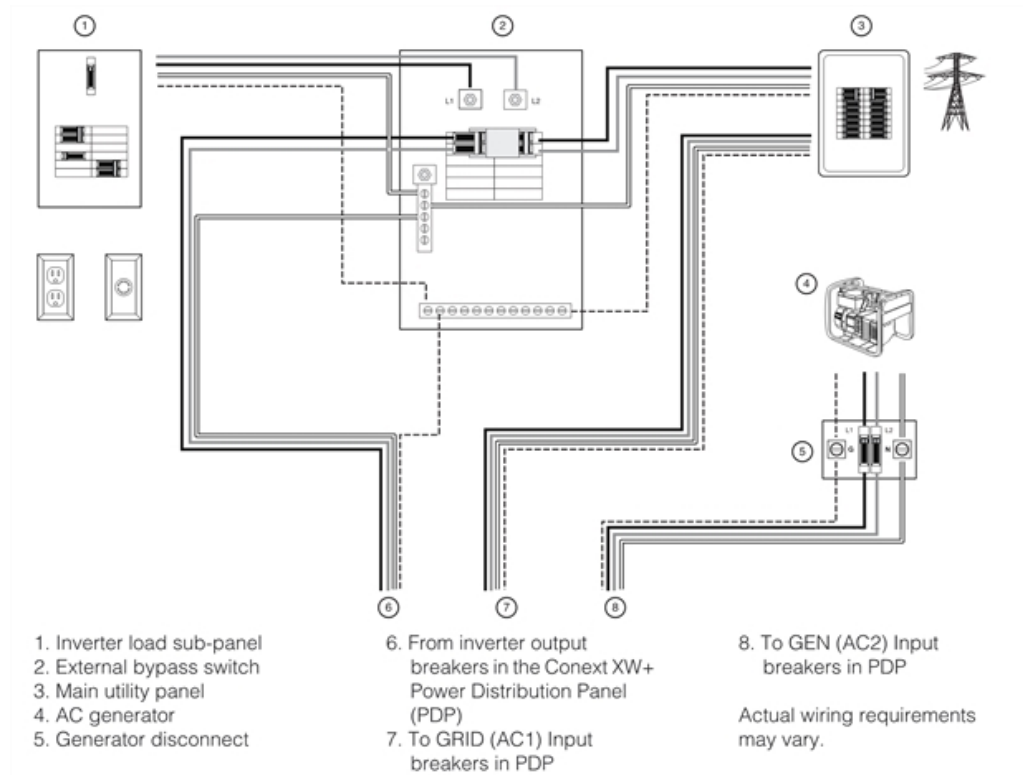 1
2
3
L1
L2
4
L1
L2
G
N
5
6
7
8
1. Inverter load sub-panel
2. External bypass switch
3. Main utility panel
4. AC generator
5. Generator disconnect
6. From inverter output
breakers in the Conext XW+
Power Distribution Panel
(PDP)
7. To GRID (AC1) Input
breakers in PDP
8. To GEN (AC2) Input
breakers in PDP
Actual wiring requirements
may vary.